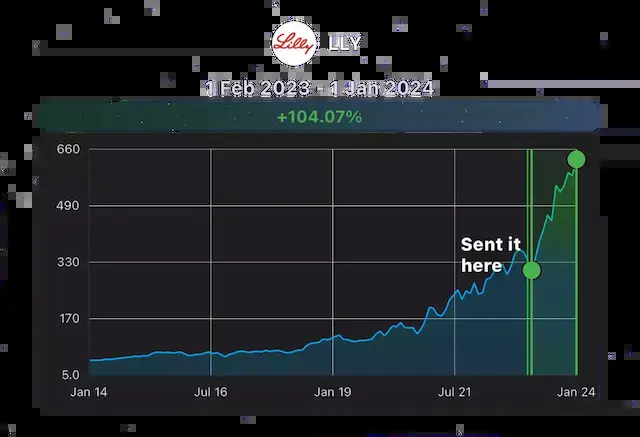 Lilly LLY
1 Feb 2023 - 1 Jan 2024
+104.07%
660
490
330
170
5.0
Sent it
here
Jan 14 Jul 16 Jan 19 Jul 21 Jan 24